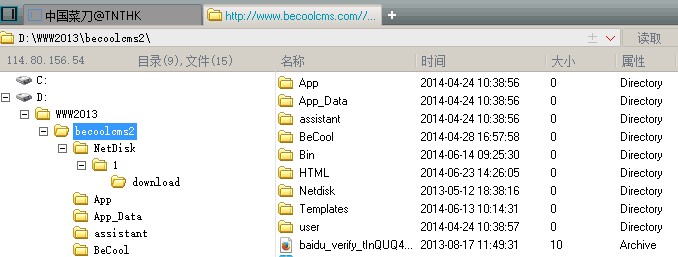 中国菜刀@TNTHK http://www.becoolcms.com//...
D:\WWW2013\becoolcms2\ 读取
114.80.156.54 目录(9),文件(15) 名称 时间 大小 属性
C:
D:
WWW2013
becoolcms2
NetDisk
1
download
App
App_Data
assistant
BeCool
App 2014-04-24 10:38:56 0 Directory
App_Data 2014-04-24 10:38:56 0 Directory
assistant 2014-04-24 10:38:56 0 Directory
BeCool 2014-04-28 16:57:58 0 Directory
Bin 2014-06-14 09:25:30 0 Directory
HTML 2014-06-23 14:26:05 0 Directory
Netdisk 2013-05-12 18:38:16 0 Directory
Templates 2014-06-13 10:14:31 0 Directory
user 2014-04-24 10:38:57 0 Directory
baidu_verify_tInQUQ4... 2013-08-17 11:49:31 10 Archive